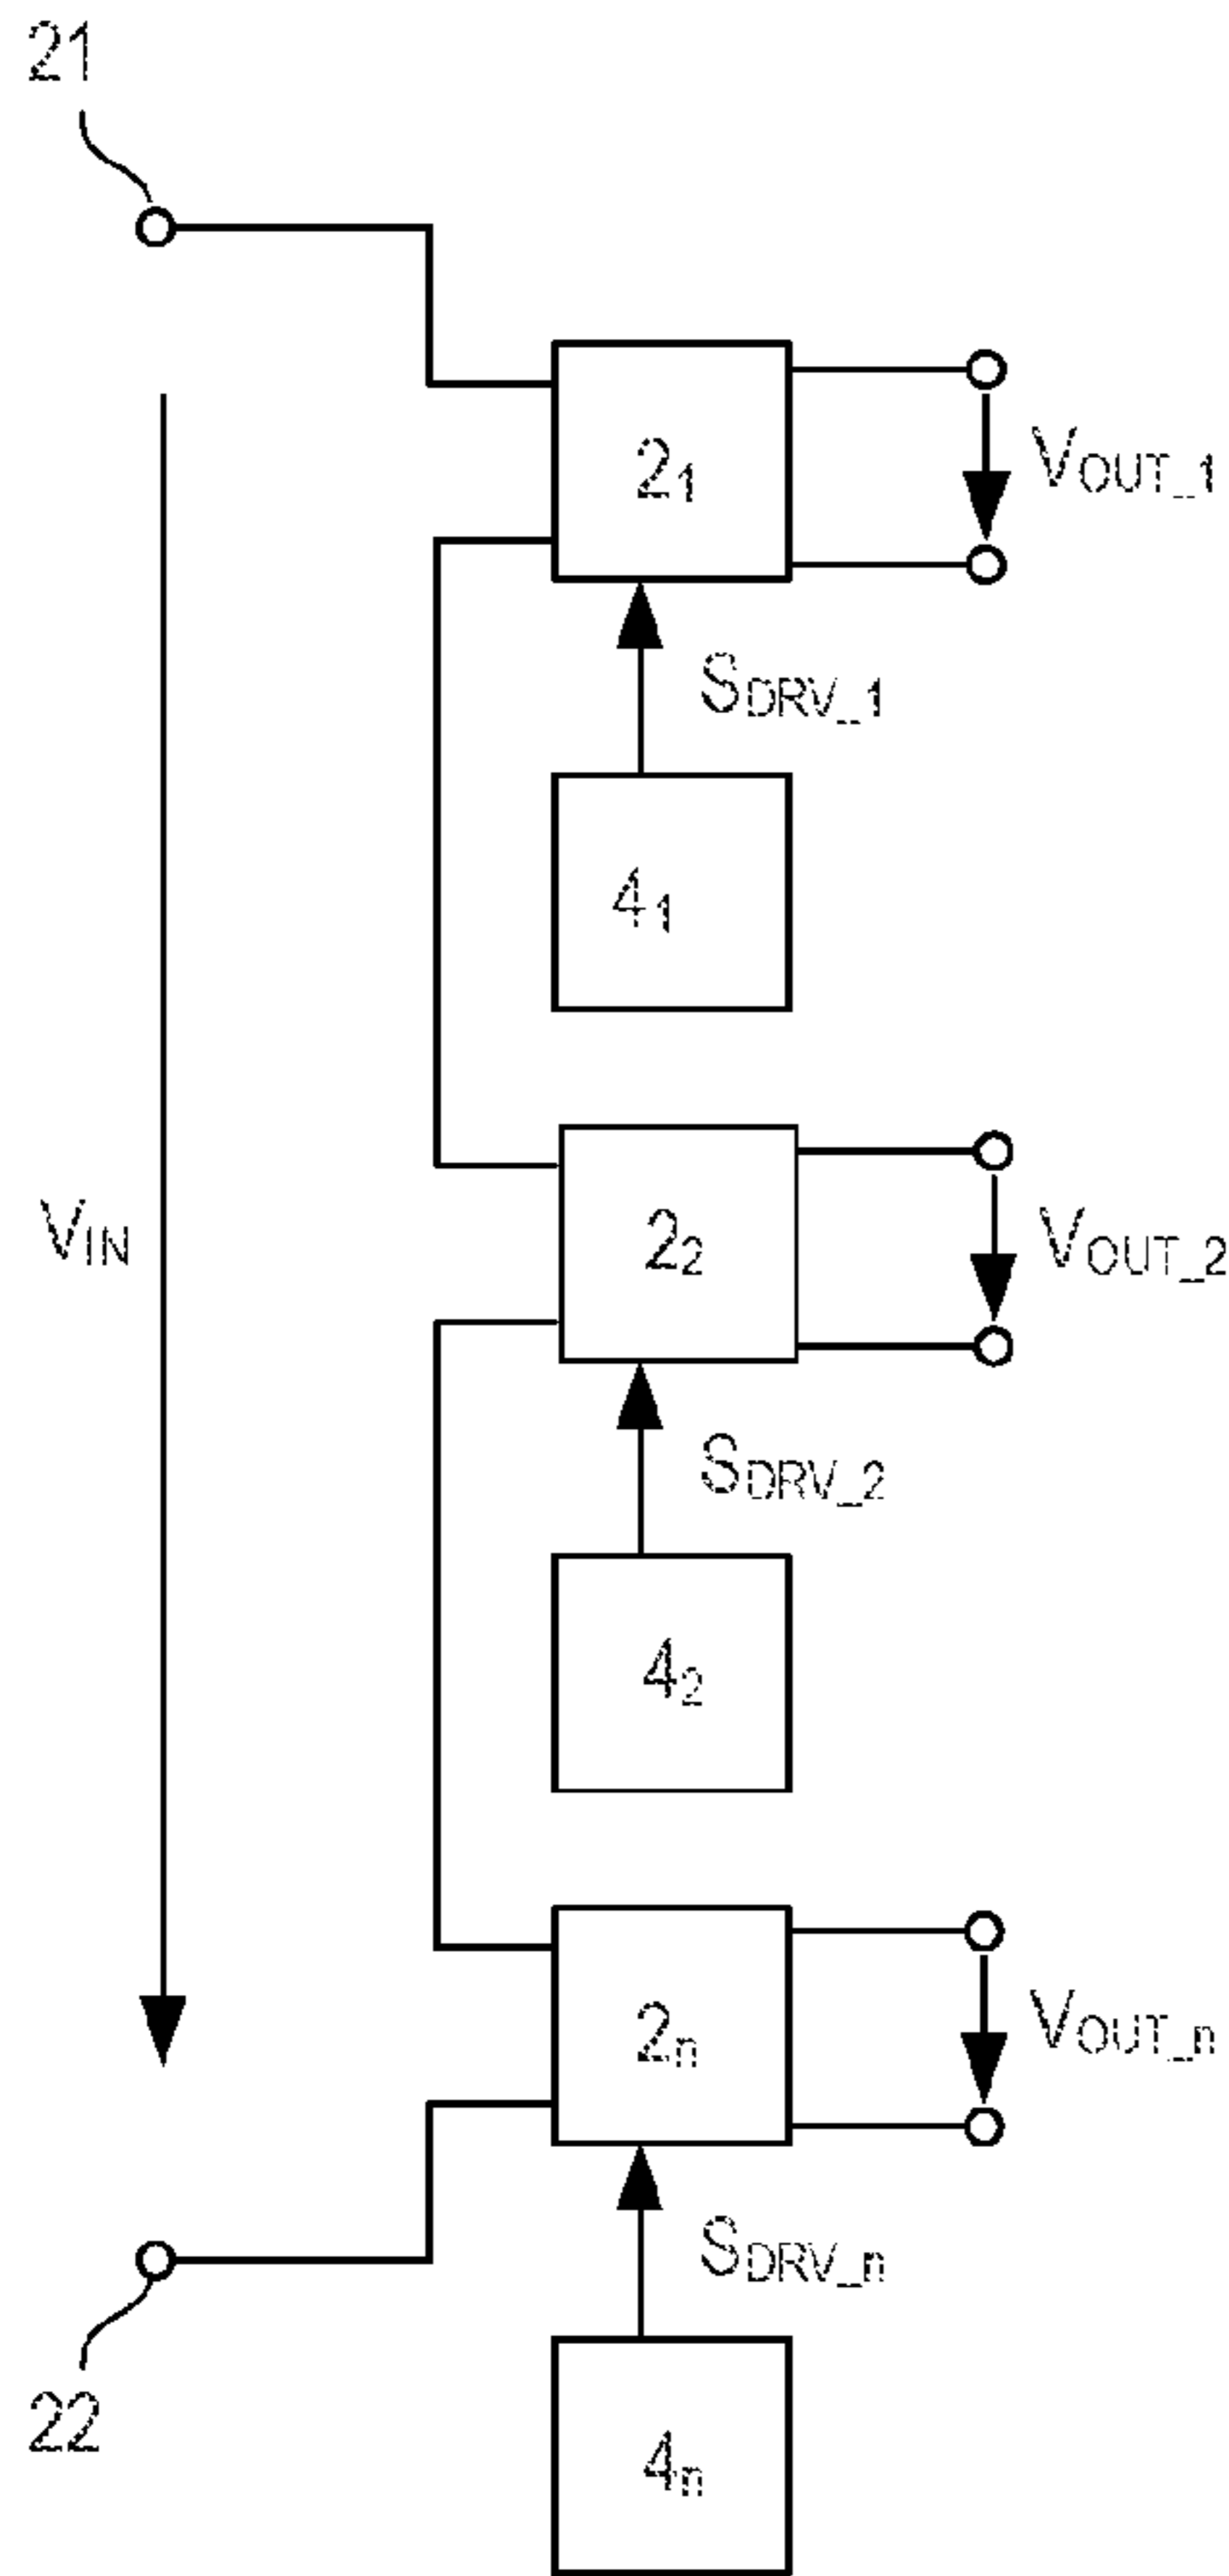 21
2₁
V_OUT_1
S_DRV_1
4₁
V_IN
2₂
V_OUT_2
S_DRV_2
4₂
2ₙ
V_OUT_n
S_DRV_n
22
4ₙ